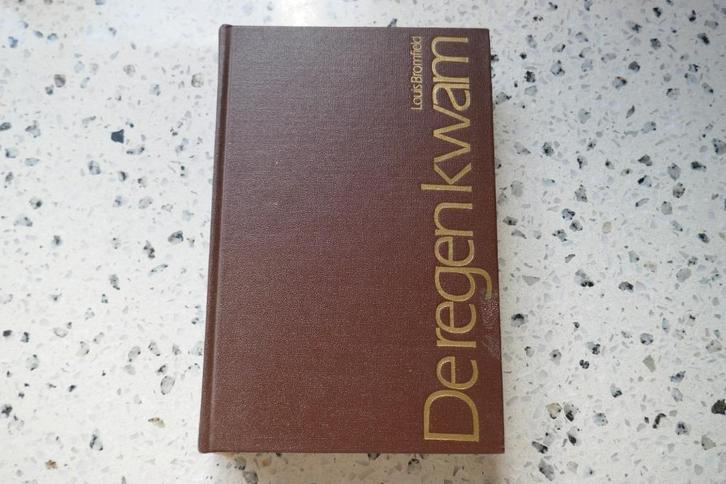 Louis Bromfield
De regen kwam